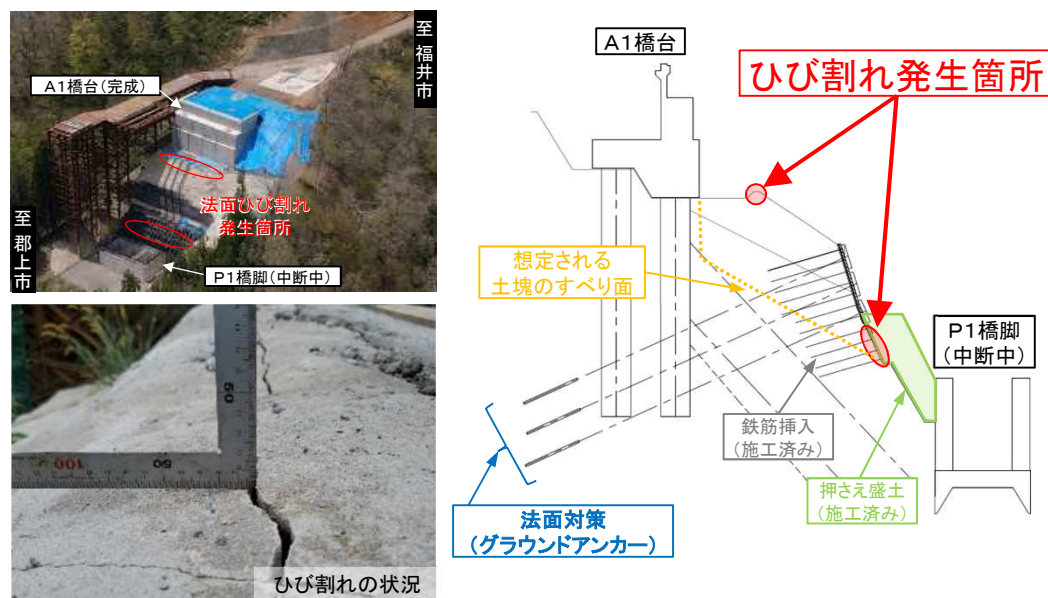 至 福井市
A1橋台(完成)
法面ひび割れ
発生箇所
至 郡上市
P1橋脚(中断中)
50
100
50
ひび割れの状況
A1橋台
ひび割れ発生箇所
想定される
土塊のすべり面
P1橋脚
(中断中)
鉄筋挿入
(施工済み)
押さえ盛土
(施工済み)
法面対策
(グラウンドアンカー)